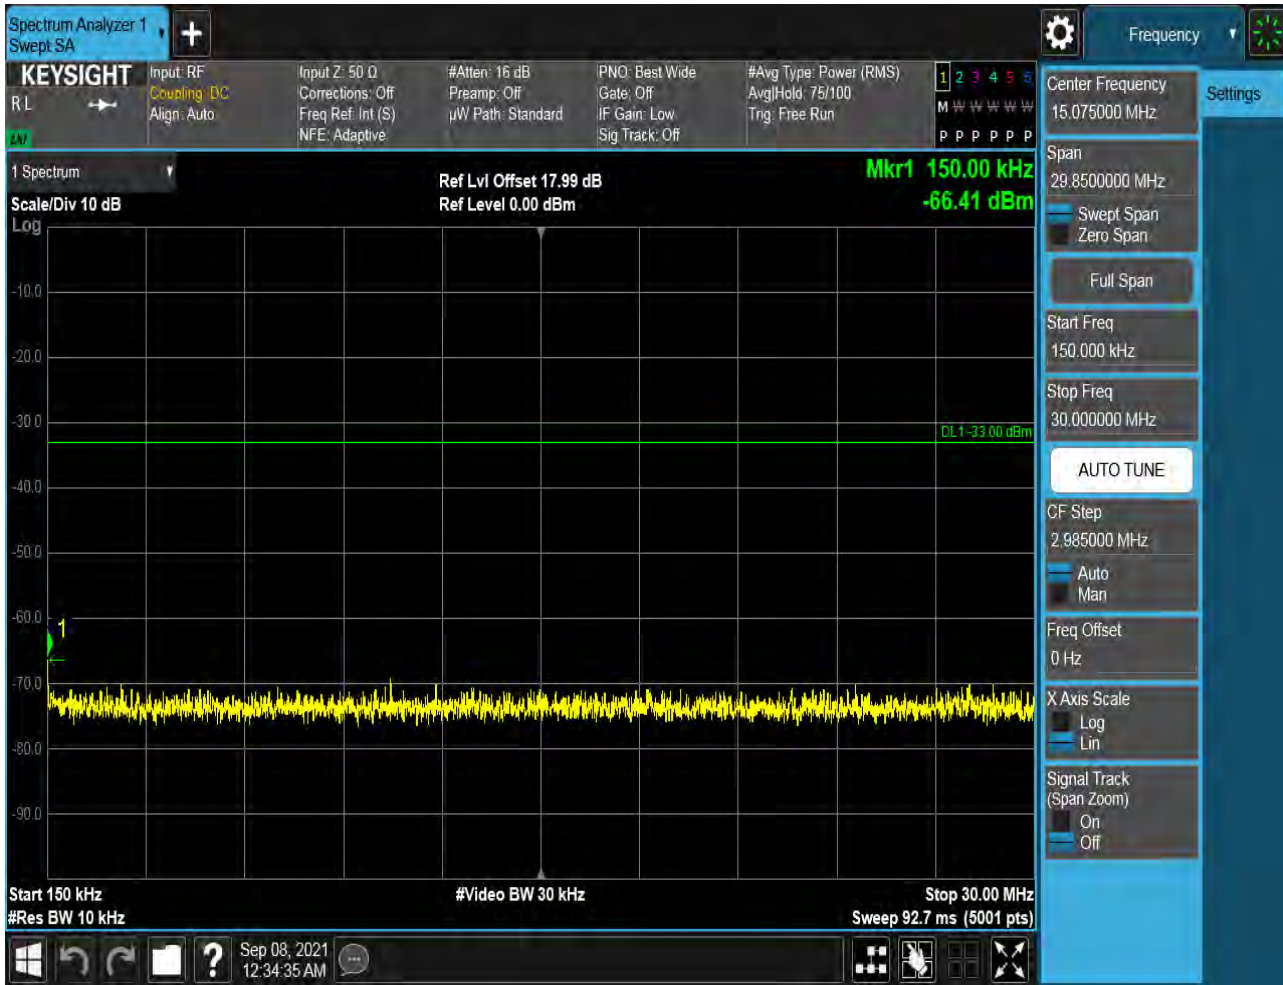 Spectrum Analyzer 1
Swept SA
Frequency
KEYSIGHT
R L
LNI
Input: RF
Coupling: DC
Align: Auto
Input Z: 50 Ω
Corrections: Off
Freq Ref: Int (S)
NFE: Adaptive
#Atten: 16 dB
Preamp: Off
µW Path: Standard
PNO: Best Wide
Gate: Off
IF Gain: Low
Sig Track: Off
#Avg Type: Power (RMS)
Avg|Hold: 75/100
Trig: Free Run
1 2 3 4 5 6
M W W W W W
P P P P P P
1 Spectrum
Scale/Div 10 dB
Log
Ref Lvl Offset 17.99 dB
Ref Level 0.00 dBm
Mkr1 150.00 kHz
-66.41 dBm
-10.0
-20.0
-30.0
DL1 -33.00 dBm
-40.0
-50.0
-60.0
1
-70.0
-80.0
-90.0
Start 150 kHz
#Res BW 10 kHz
#Video BW 30 kHz
Stop 30.00 MHz
Sweep 92.7 ms (5001 pts)
Sep 08, 2021
12:34:35 AM
Center Frequency
15.075000 MHz
Settings
Span
29.8500000 MHz
Swept Span
Zero Span
Full Span
Start Freq
150.000 kHz
Stop Freq
30.000000 MHz
AUTO TUNE
CF Step
2.985000 MHz
Auto
Man
Freq Offset
0 Hz
X Axis Scale
Log
Lin
Signal Track
(Span Zoom)
On
Off